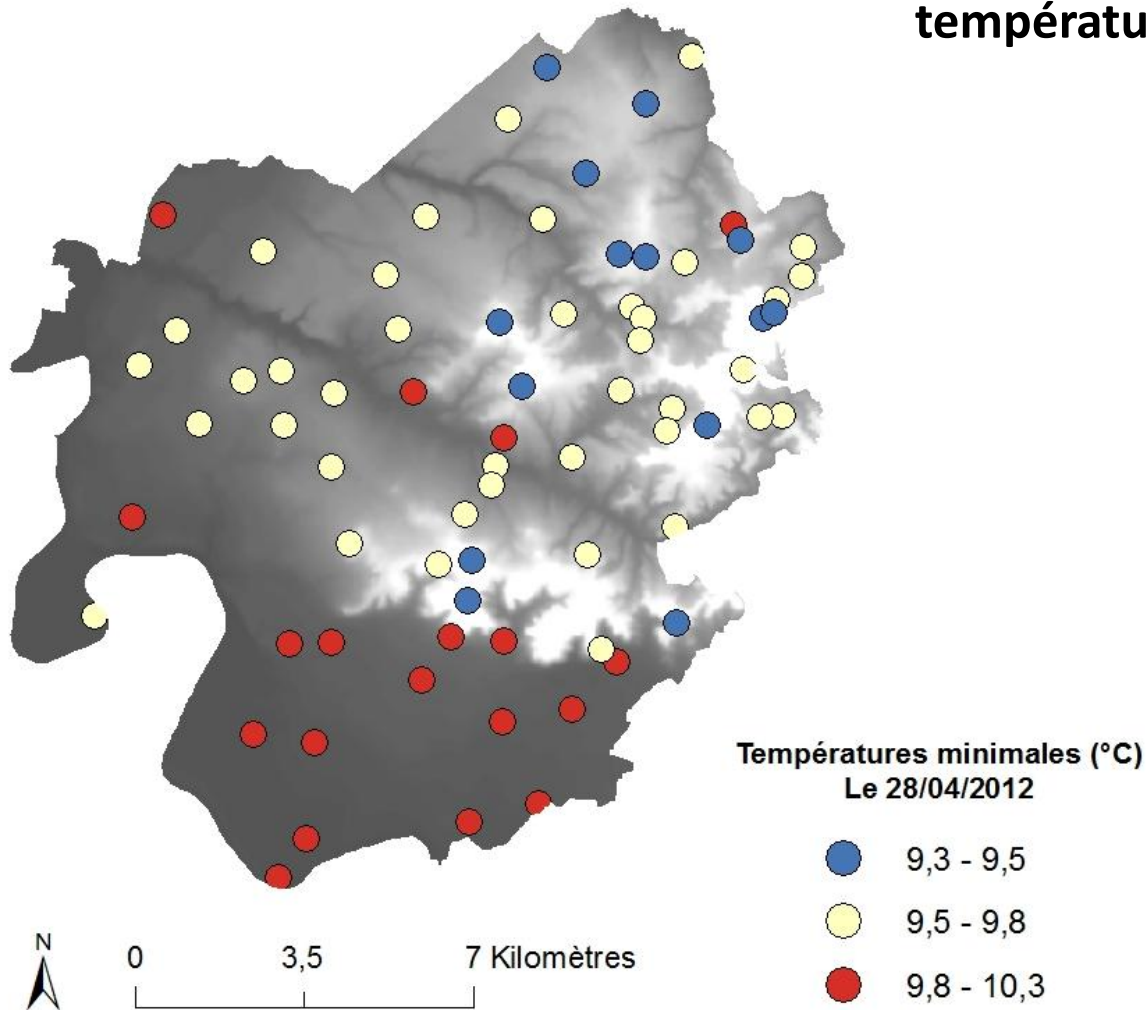 températu
Températures minimales (°C)
Le 28/04/2012
9,3 - 9,5
9,5 - 9,8
9,8 - 10,3
N
0 3,5 7 Kilomètres